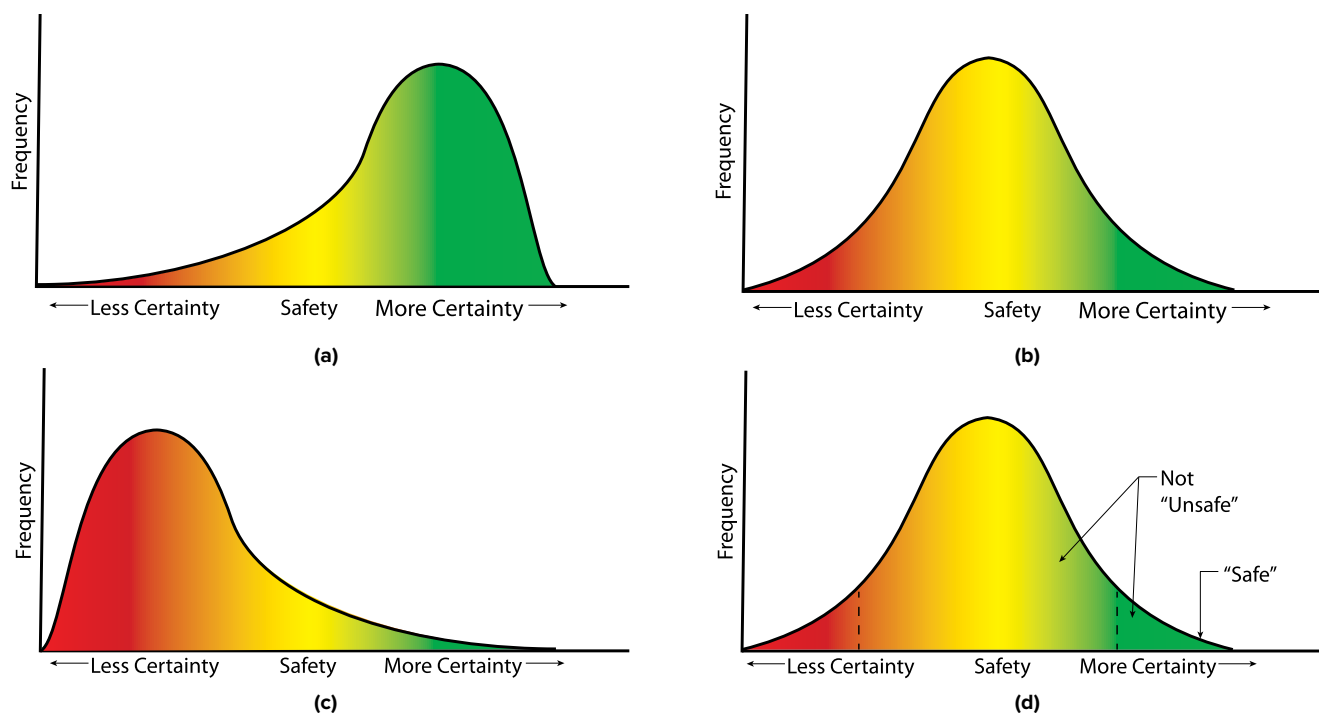 Frequency
Less Certainty Safety More Certainty
(a)
Frequency
Less Certainty Safety More Certainty
(b)
Frequency
Less Certainty Safety More Certainty
(c)
Frequency
Not
“Unsafe”
“Safe”
Less Certainty Safety More Certainty
(d)